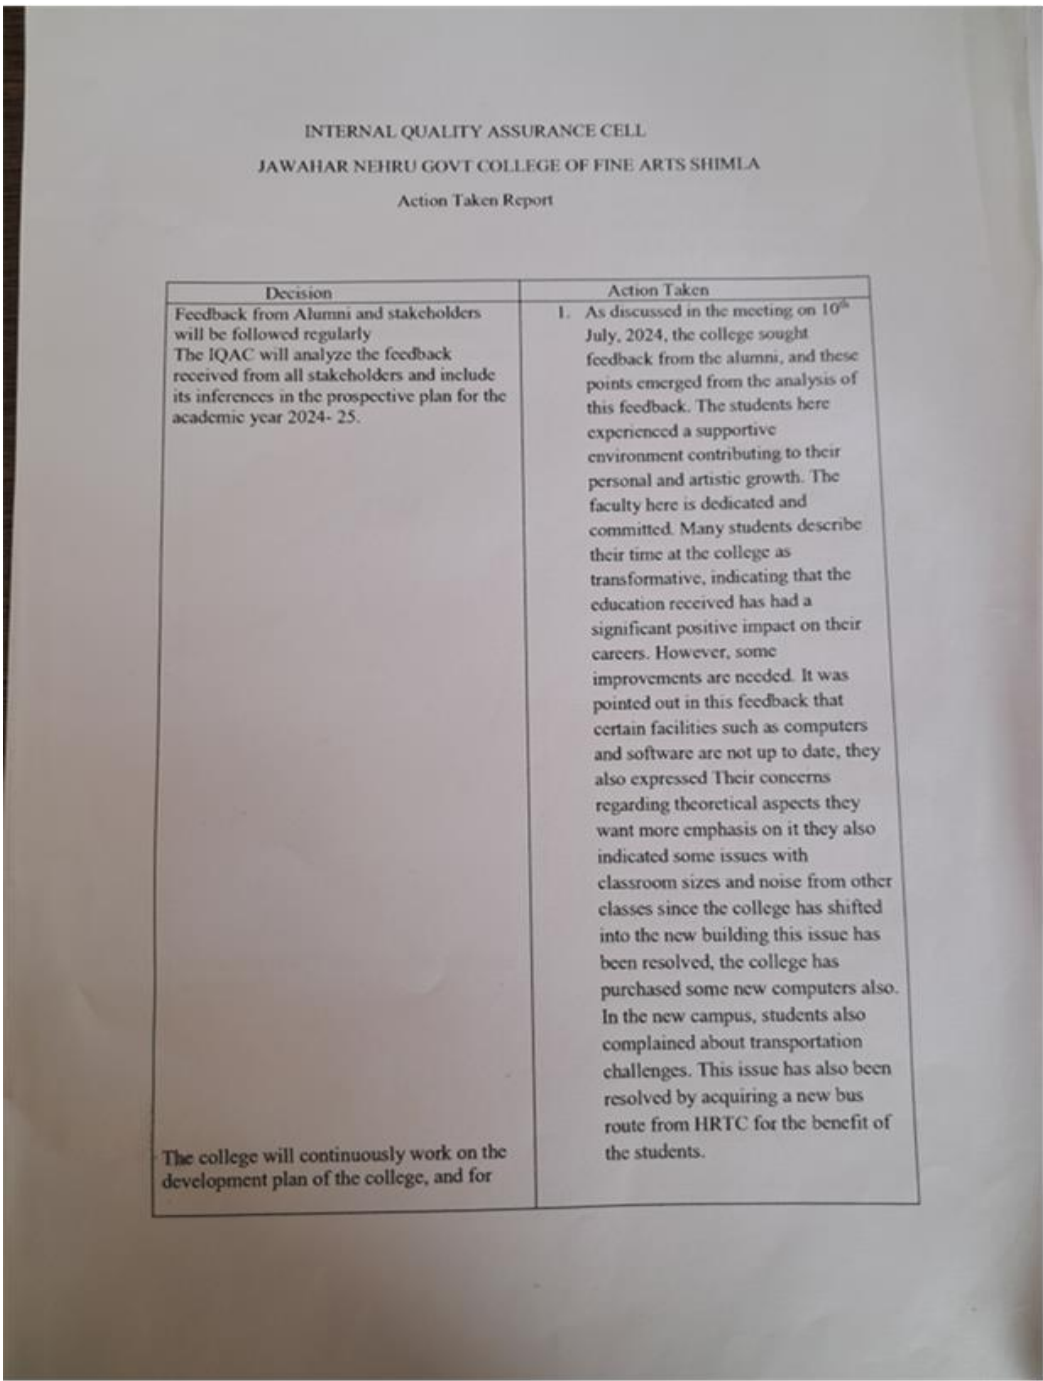 INTERNAL QUALITY ASSURANCE CELL
JAWAHAR NEHRU GOVT COLLEGE OF FINE ARTS SHIMLA
Action Taken Report
Decision
Feedback from Alumni and stakeholders
will be followed regularly
The IQAC will analyze the feedback
received from all stakeholders and include
its inferences in the prospective plan for the
academic year 2024- 25.
The college will continuously work on the
development plan of the college, and for
Action Taken
1. As discussed in the meeting on 10th
July, 2024, the college sought
feedback from the alumni, and these
points emerged from the analysis of
this feedback. The students here
experienced a supportive
environment contributing to their
personal and artistic growth. The
faculty here is dedicated and
committed. Many students describe
their time at the college as
transformative, indicating that the
education received has had a
significant positive impact on their
careers. However, some
improvements are needed. It was
pointed out in this feedback that
certain facilities such as computers
and software are not up to date, they
also expressed Their concerns
regarding theoretical aspects they
want more emphasis on it they also
indicated some issues with
classroom sizes and noise from other
classes since the college has shifted
into the new building this issue has
been resolved, the college has
purchased some new computers also.
In the new campus, students also
complained about transportation
challenges. This issue has also been
resolved by acquiring a new bus
route from HRTC for the benefit of
the students.